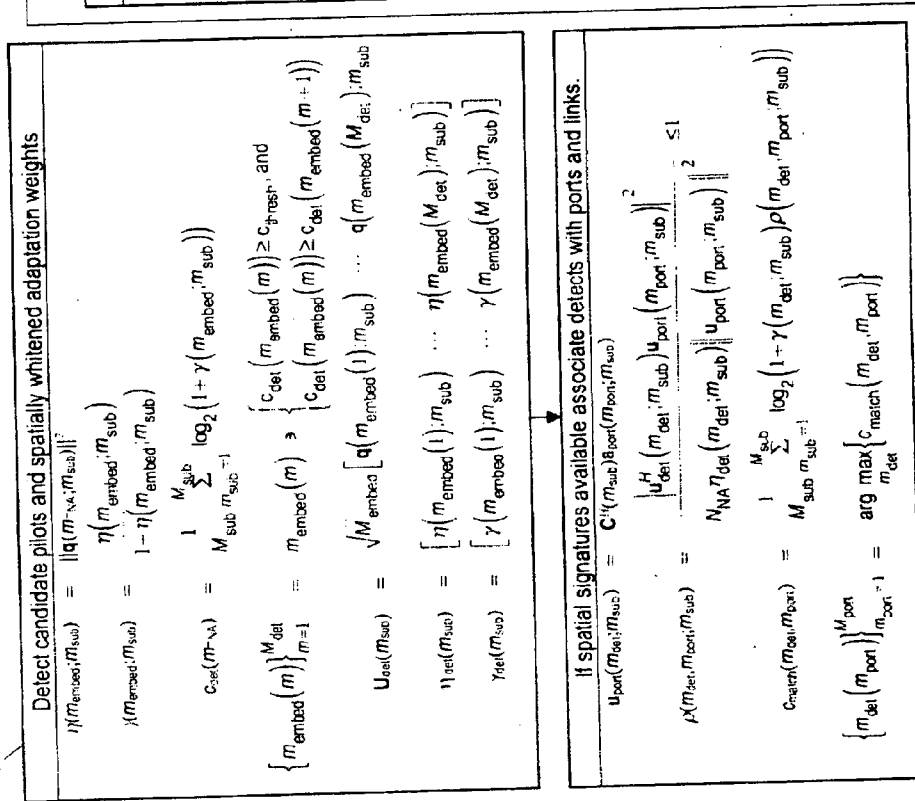 Detect candidate pilots and spatially whitened adaptation weights
η(m_embed; m_sub) = ||q(m_NA; m_sub)||²
γ(m_embed; m_sub) = η(m_embed; m_sub) / (1 − η(m_embed; m_sub))
c_det(m_NA) = 1/M_sub ∑_{m_sub=1}^{M_sub} log₂(1 + γ(m_embed; m_sub))
{m_embed(m)}_{m=1}^{M_det} = m_embed(m) ∍ { c_det(m_embed(m)) ≥ c_thresh, and
c_det(m_embed(m)) ≥ c_det(m_embed(m + 1))
U_det(m_sub) = √M_embed [q(m_embed(1); m_sub) ⋯ q(m_embed(M_det); m_sub
η_det(m_sub) = [η(m_embed(1); m_sub) ⋯ η(m_embed(M_det); m_sub)]
γ_det(m_sub) = [γ(m_embed(1); m_sub) ⋯ γ(m_embed(M_det); m_sub)]
If spatial signatures available associate detects with ports and links.
u_port(m_det; m_sub) = C^H(m_sub)a_port(m_port; m_sub)
ρ(m_det, m_port; m_sub) = |u^H_det(m_det; m_sub)u_port(m_port; m_sub)|² / N_NA η_det(m_det; m_sub)||u_port(m_port; m_sub)||² ≤ 1
c_match(m_det, m_port) = 1/M_sub ∑_{m_sub=1}^{M_sub} log₂(1 + γ(m_det; m_sub)ρ(m_det, m_port; m_sub))
{m_det(m_port)}_{m_port=1}^{M_port} = arg max_{m_det}{c_match(m_det, m_port)}